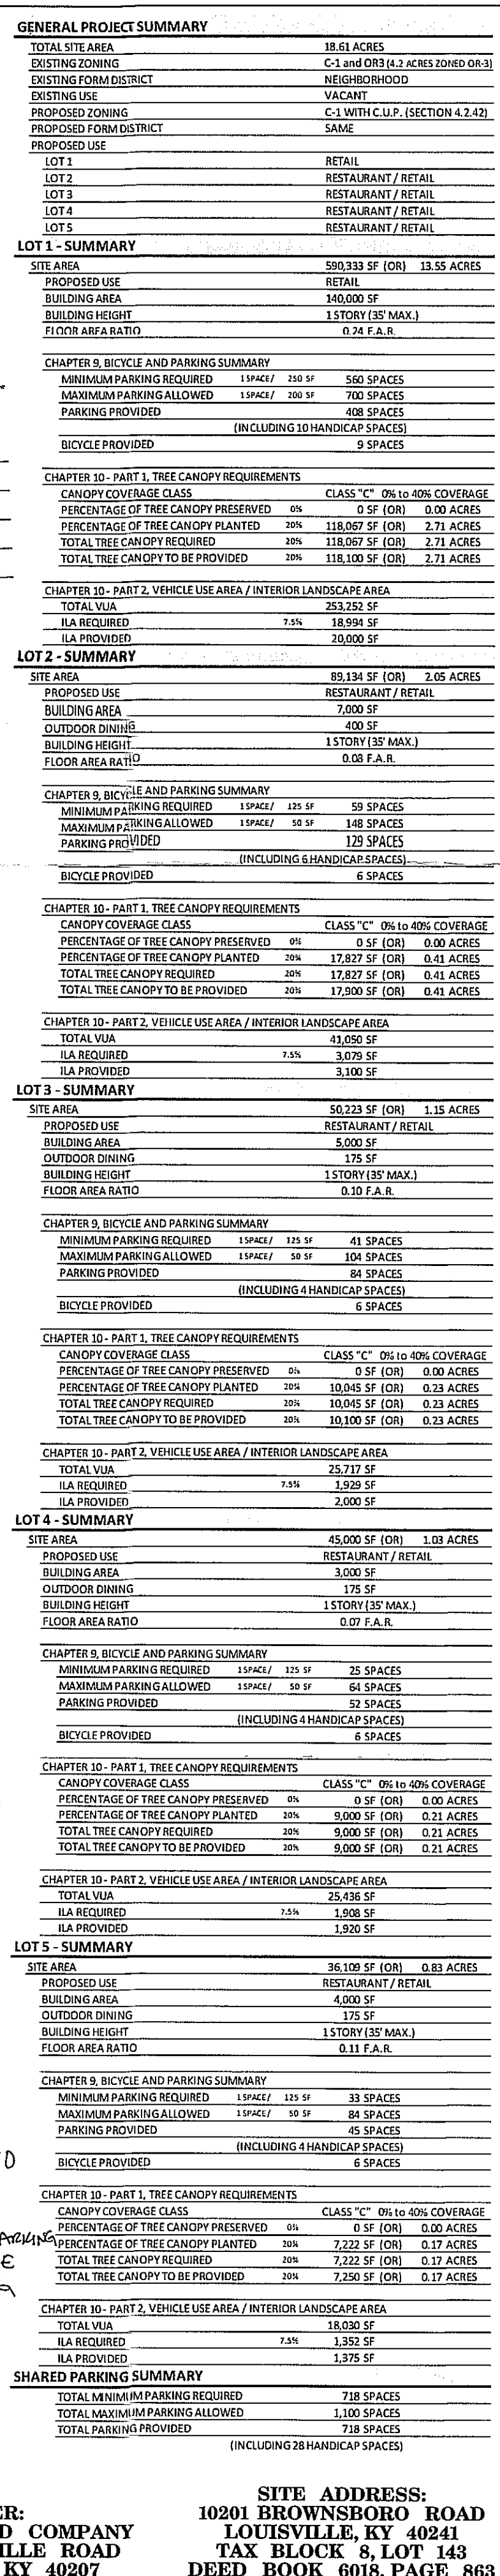 GENERAL PROJECT SUMMARY
TOTAL SITE AREA 18.61 ACRES
EXISTING ZONING C-1 and OR3 (4.2 ACRES ZONED OR-3)
EXISTING FORM DISTRICT NEIGHBORHOOD
EXISTING USE VACANT
PROPOSED ZONING C-1 WITH C.U.P. (SECTION 4.2.42)
PROPOSED FORM DISTRICT SAME
PROPOSED USE
LOT 1 RETAIL
LOT 2 RESTAURANT / RETAIL
LOT 3 RESTAURANT / RETAIL
LOT 4 RESTAURANT / RETAIL
LOT 5 RESTAURANT / RETAIL
LOT 1 - SUMMARY
SITE AREA 590,333 SF (OR) 13.55 ACRES
PROPOSED USE RETAIL
BUILDING AREA 140,000 SF
BUILDING HEIGHT 1 STORY (35' MAX.)
FLOOR AREA RATIO 0.24 F.A.R.
CHAPTER 9, BICYCLE AND PARKING SUMMARY
MINIMUM PARKING REQUIRED 1 SPACE/ 250 SF 560 SPACES
MAXIMUM PARKING ALLOWED 1 SPACE/ 200 SF 700 SPACES
PARKING PROVIDED 408 SPACES
(INCLUDING 10 HANDICAP SPACES)
BICYCLE PROVIDED 9 SPACES
CHAPTER 10 - PART 1, TREE CANOPY REQUIREMENTS
CANOPY COVERAGE CLASS CLASS "C" 0% to 40% COVERAGE
PERCENTAGE OF TREE CANOPY PRESERVED 0% 0 SF (OR) 0.00 ACRES
PERCENTAGE OF TREE CANOPY PLANTED 20% 118,067 SF (OR) 2.71 ACRES
TOTAL TREE CANOPY REQUIRED 20% 118,067 SF (OR) 2.71 ACRES
TOTAL TREE CANOPY TO BE PROVIDED 20% 118,100 SF (OR) 2.71 ACRES
CHAPTER 10 - PART 2, VEHICLE USE AREA / INTERIOR LANDSCAPE AREA
TOTAL VUA 253,252 SF
ILA REQUIRED 7.5% 18,994 SF
ILA PROVIDED 20,000 SF
LOT 2 - SUMMARY
SITE AREA 89,134 SF (OR) 2.05 ACRES
PROPOSED USE RESTAURANT / RETAIL
BUILDING AREA 7,000 SF
OUTDOOR DINING 400 SF
BUILDING HEIGHT 1 STORY (35' MAX.)
FLOOR AREA RATIO 0.08 F.A.R.
CHAPTER 9, BICYCLE AND PARKING SUMMARY
MINIMUM PARKING REQUIRED 1 SPACE/ 125 SF 59 SPACES
MAXIMUM PARKING ALLOWED 1 SPACE/ 50 SF 148 SPACES
PARKING PROVIDED 129 SPACES
(INCLUDING 6 HANDICAP SPACES)
BICYCLE PROVIDED 6 SPACES
CHAPTER 10 - PART 1. TREE CANOPY REQUIREMENTS
CANOPY COVERAGE CLASS CLASS "C" 0% to 40% COVERAGE
PERCENTAGE OF TREE CANOPY PRESERVED 0% 0 SF (OR) 0.00 ACRES
PERCENTAGE OF TREE CANOPY PLANTED 20% 17,827 SF (OR) 0.41 ACRES
TOTAL TREE CANOPY REQUIRED 20% 17,827 SF (OR) 0.41 ACRES
TOTAL TREE CANOPY TO BE PROVIDED 20% 17,900 SF (OR) 0.41 ACRES
CHAPTER 10 - PART 2, VEHICLE USE AREA / INTERIOR LANDSCAPE AREA
TOTAL VUA 41,050 SF
ILA REQUIRED 7.5% 3,079 SF
ILA PROVIDED 3,100 SF
LOT 3 - SUMMARY
SITE AREA 50,223 SF (OR) 1.15 ACRES
PROPOSED USE RESTAURANT / RETAIL
BUILDING AREA 5,000 SF
OUTDOOR DINING 175 SF
BUILDING HEIGHT 1 STORY (35' MAX.)
FLOOR AREA RATIO 0.10 F.A.R.
CHAPTER 9, BICYCLE AND PARKING SUMMARY
MINIMUM PARKING REQUIRED 1 SPACE/ 125 SF 41 SPACES
MAXIMUM PARKING ALLOWED 1 SPACE/ 50 SF 104 SPACES
PARKING PROVIDED 84 SPACES
(INCLUDING 4 HANDICAP SPACES)
BICYCLE PROVIDED 6 SPACES
CHAPTER 10 - PART 1, TREE CANOPY REQUIREMENTS
CANOPY COVERAGE CLASS CLASS "C" 0% to 40% COVERAGE
PERCENTAGE OF TREE CANOPY PRESERVED 0% 0 SF (OR) 0.00 ACRES
PERCENTAGE OF TREE CANOPY PLANTED 20% 10,045 SF (OR) 0.23 ACRES
TOTAL TREE CANOPY REQUIRED 20% 10,045 SF (OR) 0.23 ACRES
TOTAL TREE CANOPY TO BE PROVIDED 20% 10,100 SF (OR) 0.23 ACRES
CHAPTER 10 - PART 2, VEHICLE USE AREA / INTERIOR LANDSCAPE AREA
TOTAL VUA 25,717 SF
ILA REQUIRED 7.5% 1,929 SF
ILA PROVIDED 2,000 SF
LOT 4 - SUMMARY
SITE AREA 45,000 SF (OR) 1.03 ACRES
PROPOSED USE RESTAURANT / RETAIL
BUILDING AREA 3,000 SF
OUTDOOR DINING 175 SF
BUILDING HEIGHT 1 STORY (35' MAX.)
FLOOR AREA RATIO 0.07 F.A.R.
CHAPTER 9, BICYCLE AND PARKING SUMMARY
MINIMUM PARKING REQUIRED 1 SPACE/ 125 SF 25 SPACES
MAXIMUM PARKING ALLOWED 1 SPACE/ 50 SF 64 SPACES
PARKING PROVIDED 52 SPACES
(INCLUDING 4 HANDICAP SPACES)
BICYCLE PROVIDED 6 SPACES
CHAPTER 10 - PART 1, TREE CANOPY REQUIREMENTS
CANOPY COVERAGE CLASS CLASS "C" 0% to 40% COVERAGE
PERCENTAGE OF TREE CANOPY PRESERVED 0% 0 SF (OR) 0.00 ACRES
PERCENTAGE OF TREE CANOPY PLANTED 20% 9,000 SF (OR) 0.21 ACRES
TOTAL TREE CANOPY REQUIRED 20% 9,000 SF (OR) 0.21 ACRES
TOTAL TREE CANOPY TO BE PROVIDED 20% 9,000 SF (OR) 0.21 ACRES
CHAPTER 10 - PART 2, VEHICLE USE AREA / INTERIOR LANDSCAPE AREA
TOTAL VUA 25,436 SF
ILA REQUIRED 7.5% 1,908 SF
ILA PROVIDED 1,920 SF
LOT 5 - SUMMARY
SITE AREA 36,109 SF (OR) 0.83 ACRES
PROPOSED USE RESTAURANT / RETAIL
BUILDING AREA 4,000 SF
OUTDOOR DINING 175 SF
BUILDING HEIGHT 1 STORY (35' MAX.)
FLOOR AREA RATIO 0.11 F.A.R.
CHAPTER 9, BICYCLE AND PARKING SUMMARY
MINIMUM PARKING REQUIRED 1 SPACE/ 125 SF 33 SPACES
MAXIMUM PARKING ALLOWED 1 SPACE/ 50 SF 84 SPACES
PARKING PROVIDED 45 SPACES
(INCLUDING 4 HANDICAP SPACES)
BICYCLE PROVIDED 6 SPACES
CHAPTER 10 - PART 1, TREE CANOPY REQUIREMENTS
CANOPY COVERAGE CLASS CLASS "C" 0% to 40% COVERAGE
PERCENTAGE OF TREE CANOPY PRESERVED 0% 0 SF (OR) 0.00 ACRES
PERCENTAGE OF TREE CANOPY PLANTED 20% 7,222 SF (OR) 0.17 ACRES
TOTAL TREE CANOPY REQUIRED 20% 7,222 SF (OR) 0.17 ACRES
TOTAL TREE CANOPY TO BE PROVIDED 20% 7,250 SF (OR) 0.17 ACRES
CHAPTER 10 - PART 2, VEHICLE USE AREA / INTERIOR LANDSCAPE AREA
TOTAL VUA 18,030 SF
ILA REQUIRED 7.5% 1,352 SF
ILA PROVIDED 1,375 SF
SHARED PARKING SUMMARY
TOTAL MINIMUM PARKING REQUIRED 718 SPACES
TOTAL MAXIMUM PARKING ALLOWED 1,100 SPACES
TOTAL PARKING PROVIDED 718 SPACES
(INCLUDING 28 HANDICAP SPACES)
ER:
D COMPANY
ILLE ROAD
KY 40207
SITE ADDRESS:
10201 BROWNSBORO ROAD
LOUISVILLE, KY 40241
TAX BLOCK 8, LOT 143
DEED BOOK 6018, PAGE 863